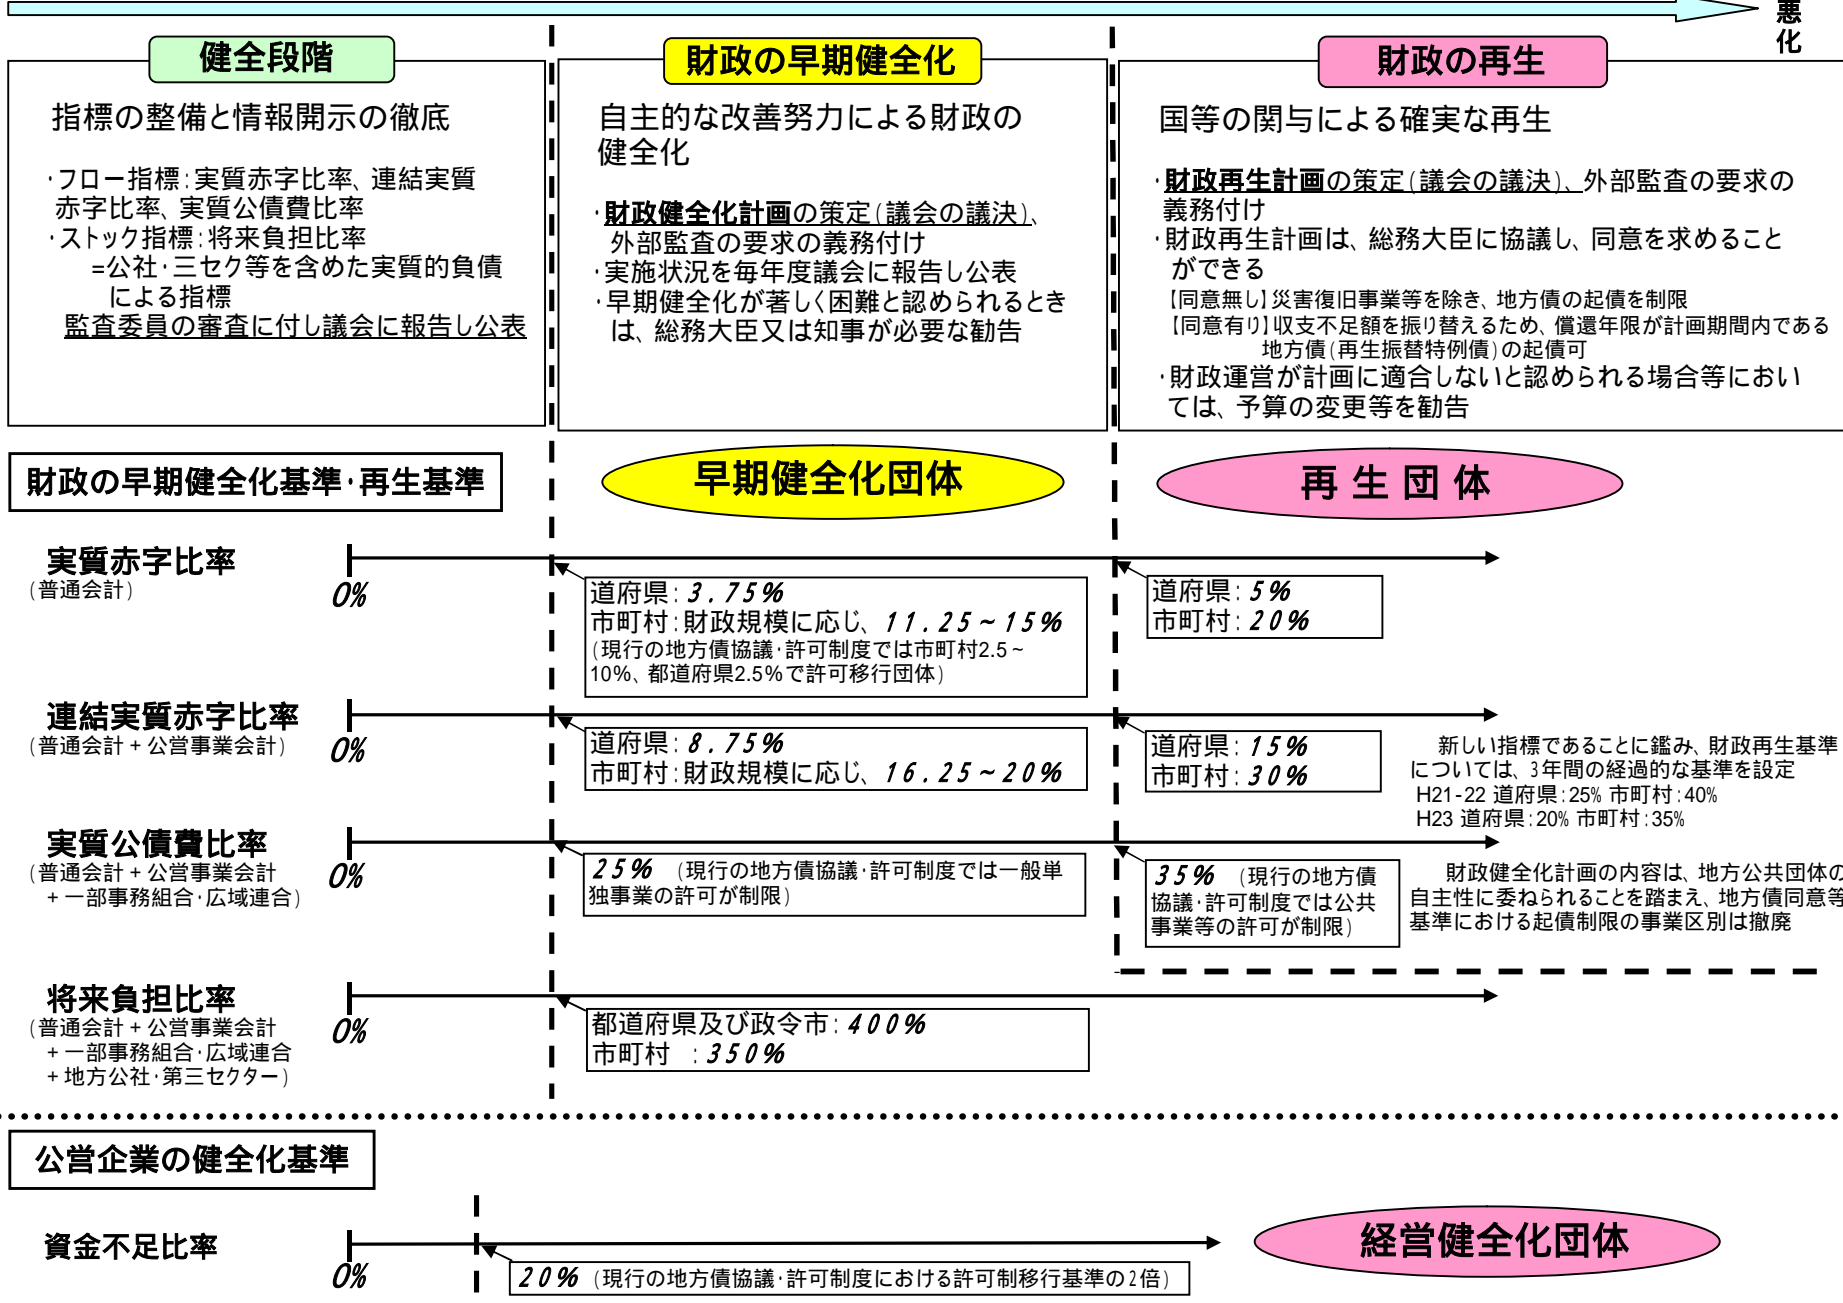 悪
化
健全段階
指標の整備と情報開示の徹底
・フロー指標：実質赤字比率、連結実質
赤字比率、実質公債費比率
・ストック指標：将来負担比率
=公社・三セク等を含めた実質的負債
による指標
監査委員の審査に付し議会に報告し公表
財政の早期健全化
自主的な改善努力による財政の
健全化
・財政健全化計画の策定(議会の議決)、
外部監査の要求の義務付け
・実施状況を毎年度議会に報告し公表
・早期健全化が著しく困難と認められるとき
は、総務大臣又は知事が必要な勧告
財政の再生
国等の関与による確実な再生
・財政再生計画の策定(議会の議決)、外部監査の要求の
義務付け
・財政再生計画は、総務大臣に協議し、同意を求めること
ができる
【同意無し】災害復旧事業等を除き、地方債の起債を制限
【同意有り】収支不足額を振り替えるため、償還年限が計画期間内である
地方債(再生振替特例債)の起債可
・財政運営が計画に適合しないと認められる場合等におい
ては、予算の変更等を勧告
財政の早期健全化基準・再生基準
早期健全化団体
再生団体
実質赤字比率
(普通会計)
0%
道府県：3.75%
市町村：財政規模に応じ、11.25~15%
(現行の地方債協議・許可制度では市町村2.5~
10%、都道府県2.5%で許可移行団体)
道府県：5%
市町村：20%
連結実質赤字比率
(普通会計+公営事業会計)
0%
道府県：8.75%
市町村：財政規模に応じ、16.25~20%
道府県：15%
市町村：30%
新しい指標であることに鑑み、財政再生基準
については、3年間の経過的な基準を設定
H21-22 道府県：25% 市町村：40%
H23 道府県：20% 市町村：35%
実質公債費比率
(普通会計+公営事業会計
+一部事務組合・広域連合)
0%
25% (現行の地方債協議・許可制度では一般単
独事業の許可が制限)
35% (現行の地方債
協議・許可制度では公共
事業等の許可が制限)
財政健全化計画の内容は、地方公共団体の
自主性に委ねられることを踏まえ、地方債同意等
基準における起債制限の事業区別は撤廃
将来負担比率
(普通会計+公営事業会計
+一部事務組合・広域連合
+地方公社・第三セクター)
0%
都道府県及び政令市：400%
市町村 ：350%
公営企業の健全化基準
資金不足比率
0%
20% (現行の地方債協議・許可制度における許可制移行基準の2倍)
経営健全化団体